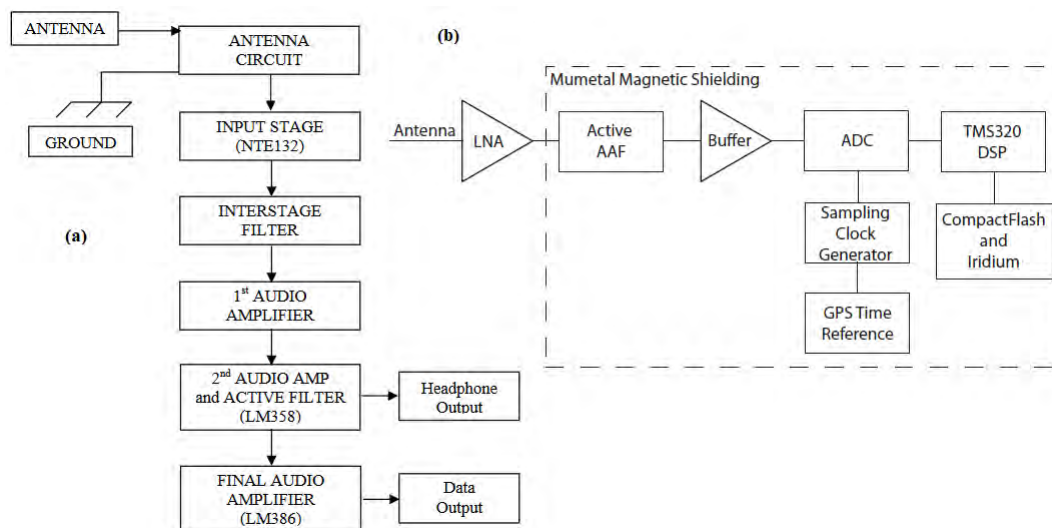 ANTENNA
ANTENNA
CIRCUIT
GROUND
INPUT STAGE
(NTE132)
INTERSTAGE
FILTER
(a)
1st AUDIO
AMPLIFIER
2nd AUDIO AMP
and ACTIVE FILTER
(LM358)
Headphone
Output
FINAL AUDIO
AMPLIFIER
(LM386)
Data
Output
(b)
Mumetal Magnetic Shielding
Antenna
LNA
Active
AAF
Buffer
ADC
TMS320
DSP
Sampling
Clock
Generator
CompactFlash
and
Iridium
GPS Time
Reference